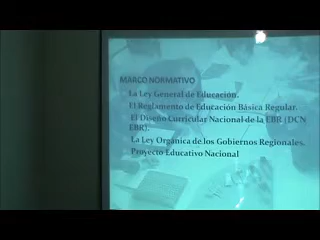 MARCO NORMATIVO
La Ley General de Educación.
El Reglamento de Educación Básica Regular.
El Diseño Curricular Nacional de la EBR (DCN
EBR).
La Ley Orgánica de los Gobiernos Regionales.
Proyecto Educativo Nacional